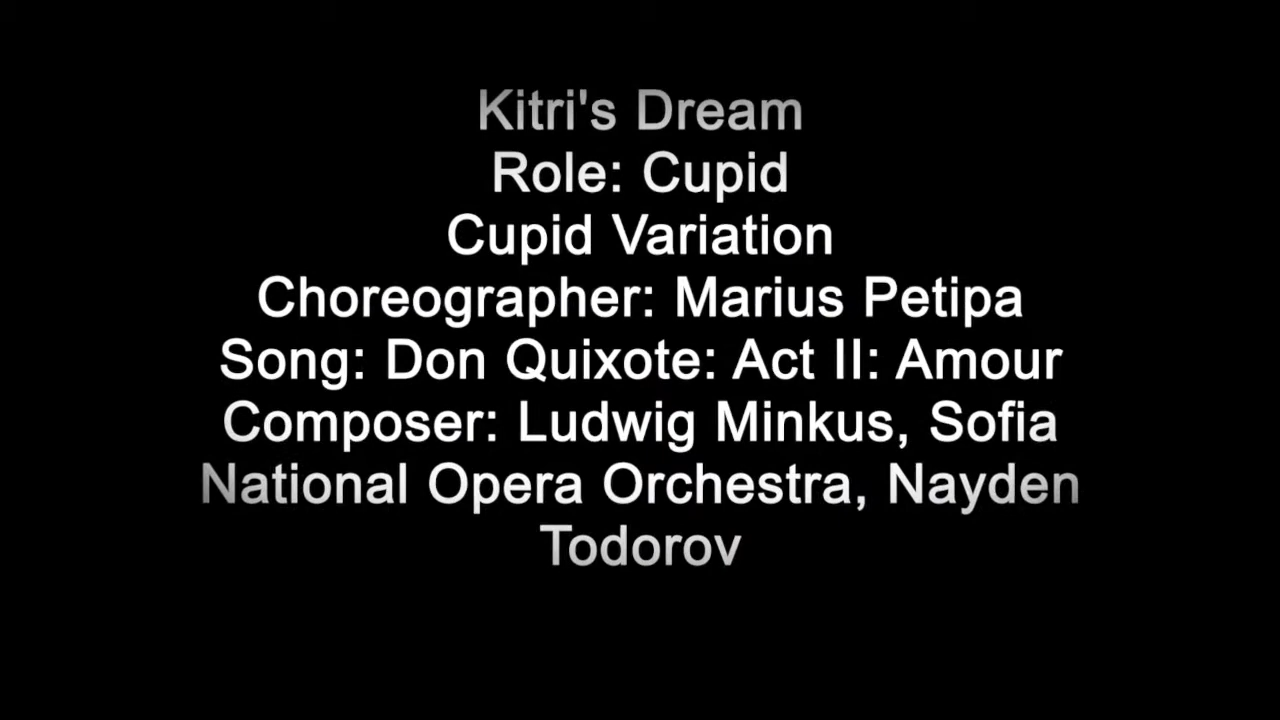 Kitri's Dream
Role: Cupid
Cupid Variation
Choreographer: Marius Petipa
Song: Don Quixote: Act II: Amour
Composer: Ludwig Minkus, Sofia
National Opera Orchestra, Nayden
Todorov